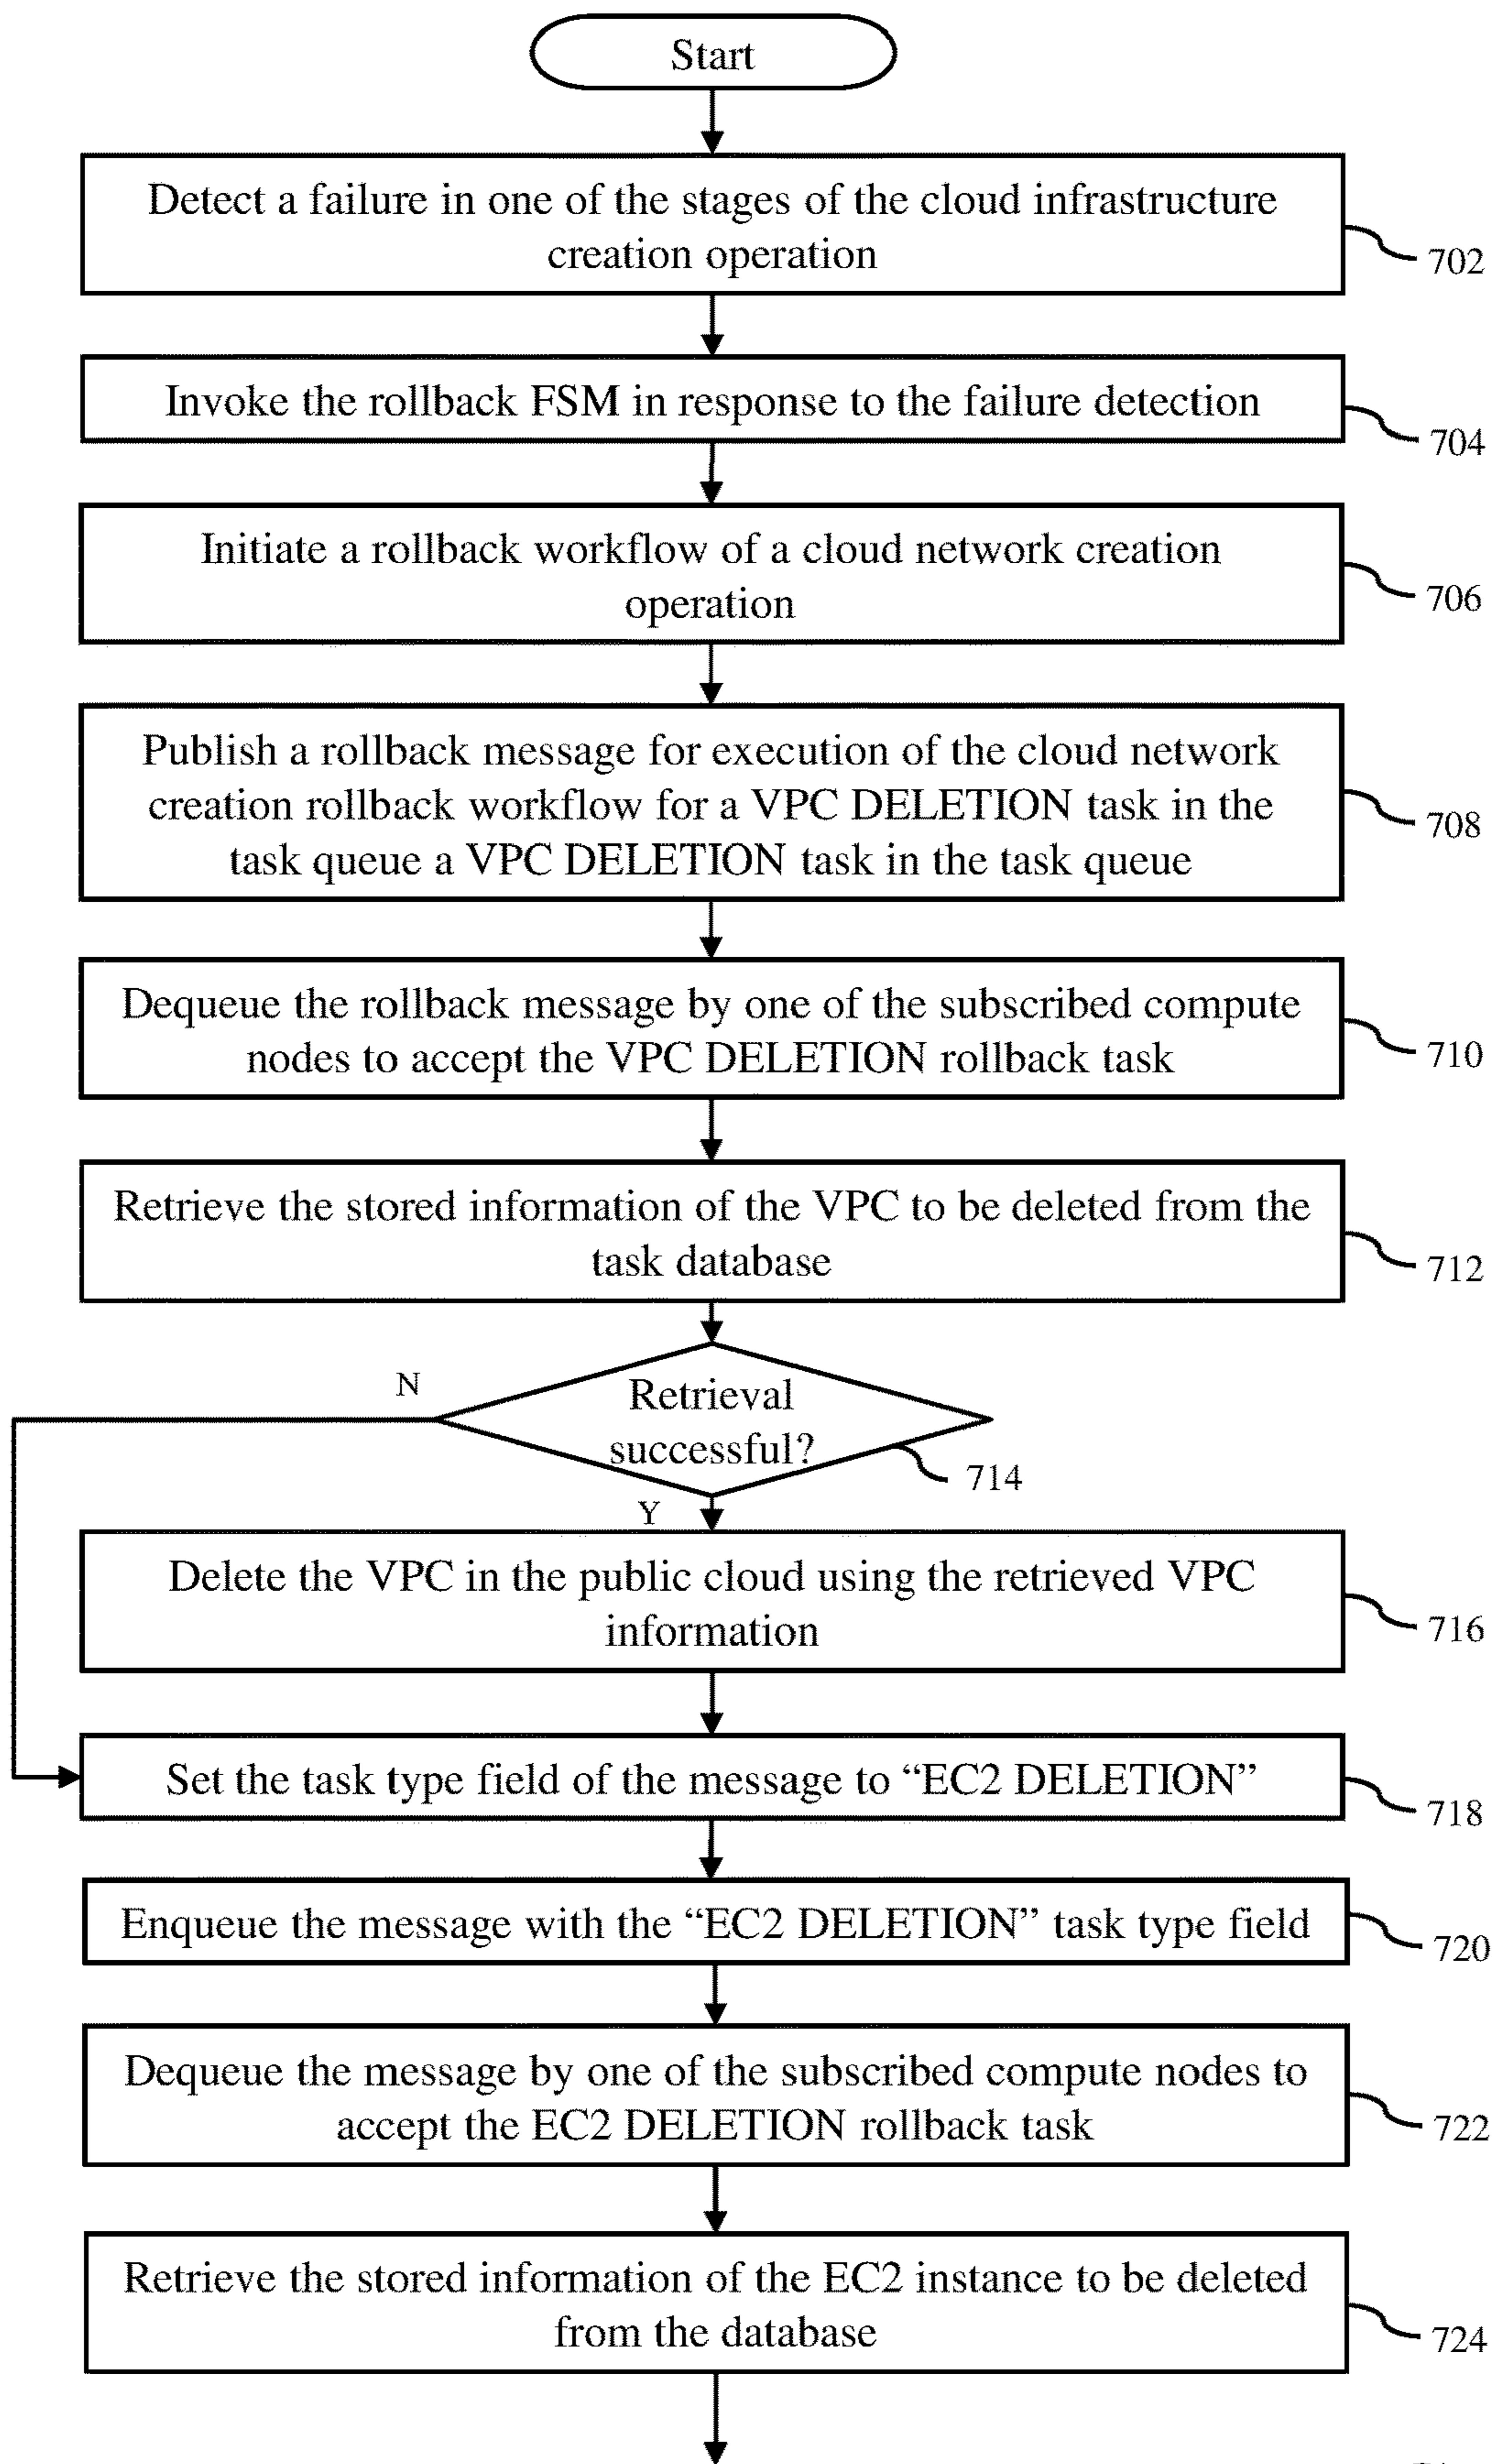 Start
Detect a failure in one of the stages of the cloud infrastructure
creation operation
702
Invoke the rollback FSM in response to the failure detection
704
Initiate a rollback workflow of a cloud network creation
operation
706
Publish a rollback message for execution of the cloud network
creation rollback workflow for a VPC DELETION task in the
task queue a VPC DELETION task in the task queue
708
Dequeue the rollback message by one of the subscribed compute
nodes to accept the VPC DELETION rollback task
710
Retrieve the stored information of the VPC to be deleted from the
task database
712
N
Retrieval
successful?
714
Y
Delete the VPC in the public cloud using the retrieved VPC
information
716
Set the task type field of the message to “EC2 DELETION”
718
Enqueue the message with the “EC2 DELETION” task type field
720
Dequeue the message by one of the subscribed compute nodes to
accept the EC2 DELETION rollback task
722
Retrieve the stored information of the EC2 instance to be deleted
from the database
724